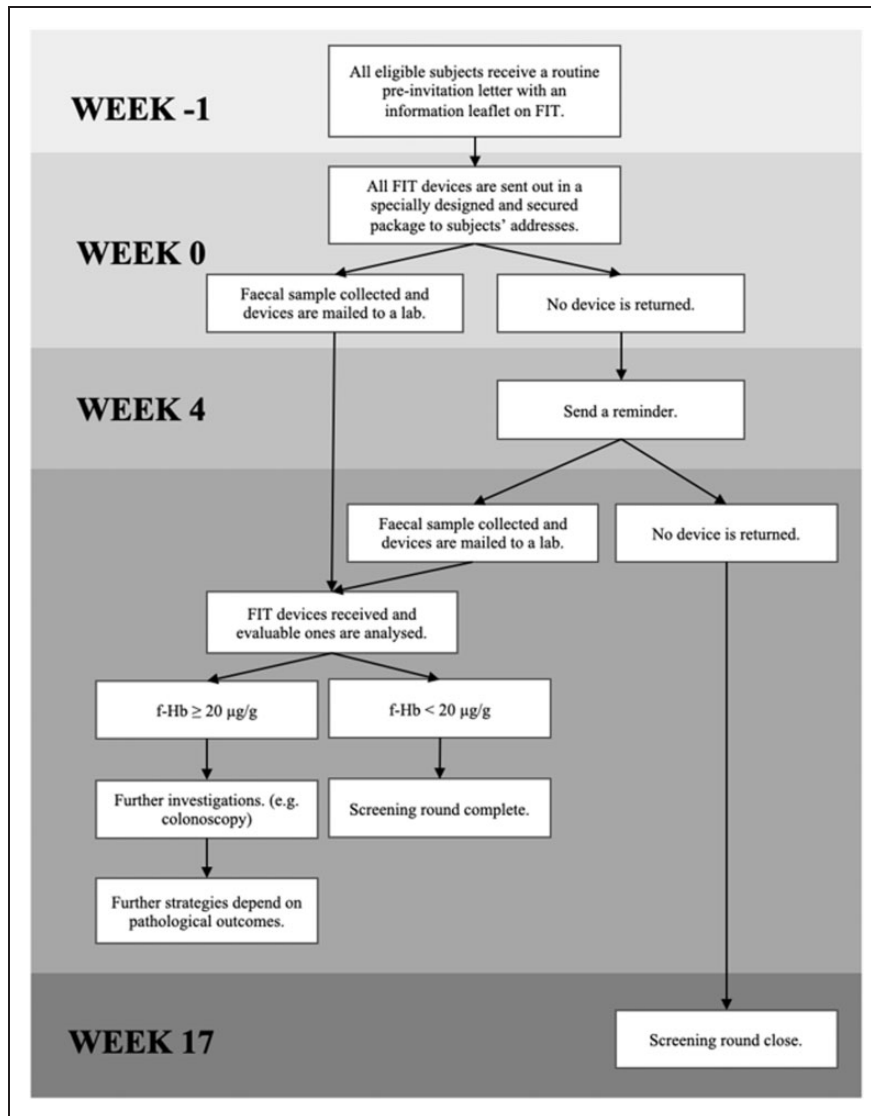 WEEK -1
All eligible subjects receive a routine
pre-invitation letter with an
information leaflet on FIT.
WEEK 0
All FIT devices are sent out in a
specially designed and secured
package to subjects’ addresses.
Faecal sample collected and
devices are mailed to a lab.
No device is returned.
WEEK 4
Send a reminder.
Faecal sample collected and
devices are mailed to a lab.
No device is returned.
FIT devices received and
evaluable ones are analysed.
f-Hb ≥ 20 µg/g
f-Hb < 20 µg/g
Further investigations. (e.g.
colonoscopy)
Screening round complete.
Further strategies depend on
pathological outcomes.
WEEK 17
Screening round close.